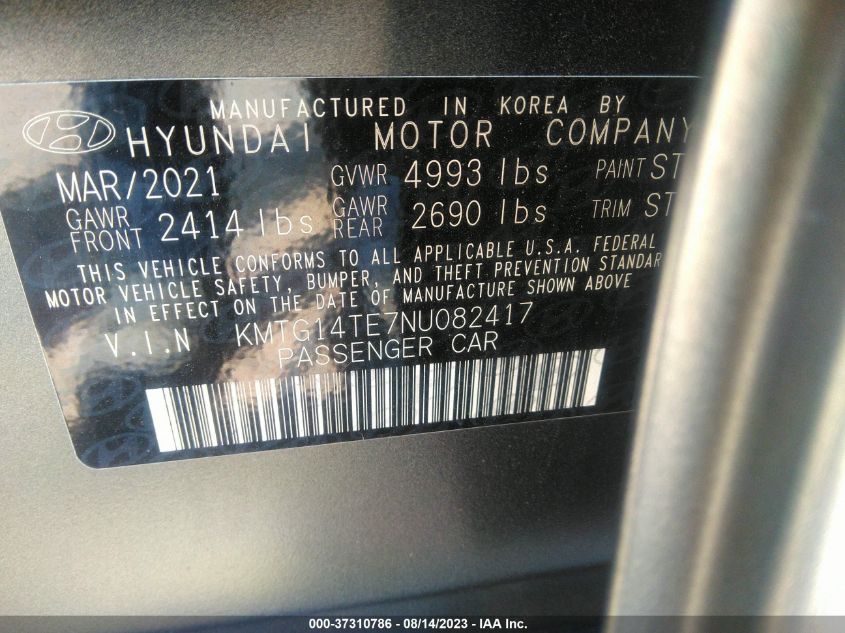 MANUFACTURED IN KOREA BY
HYUNDAI MOTOR COMPANY
MAR/2021 GVWR 4993 lbs PAINT ST
GAWR FRONT 2414 lbs GAWR REAR 2690 lbs TRIM ST
THIS VEHICLE CONFORMS TO ALL APPLICABLE U.S.A. FEDERAL
MOTOR VEHICLE SAFETY, BUMPER, AND THEFT PREVENTION STANDAR
IN EFFECT ON THE DATE OF MANUFACTURE SHOWN ABOVE
V.I.N KMTG14TE7NU082417
PASSENGER CAR
000-37310786 - 08/14/2023 - IAA Inc.